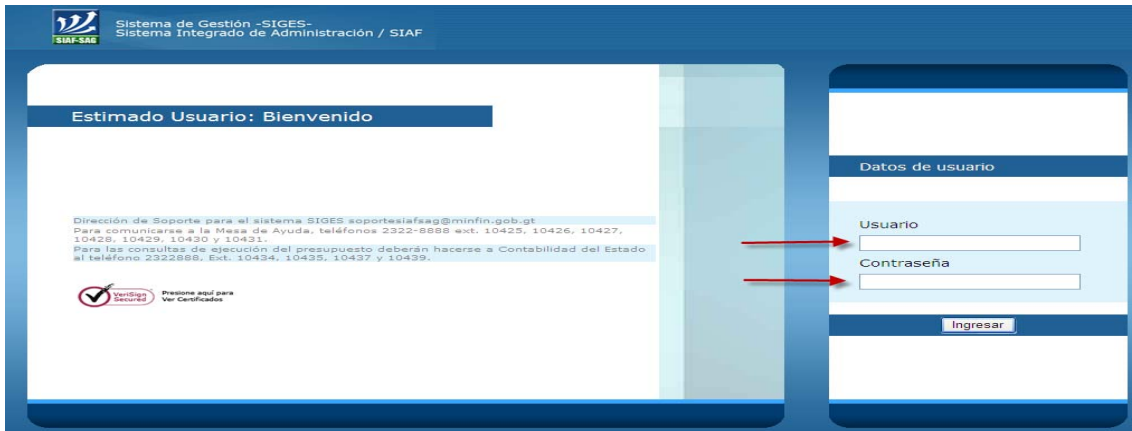 SIAF-SAG
Sistema de Gestión -SIGES-
Sistema Integrado de Administración / SIAF
Estimado Usuario: Bienvenido
Dirección de Soporte para el sistema SIGES soportesiafsag@minfin.gob.gt
Para comunicarse a la Mesa de Ayuda, teléfonos 2322-8888 ext. 10425, 10426, 10427,
10428, 10429, 10430 y 10431.
Para las consultas de ejecución del presupuesto deberán hacerse a Contabilidad del Estado
al teléfono 2322888, Ext. 10434, 10435, 10437 y 10439.
VeriSign
Secured
Presione aquí para
Ver Certificados
Datos de usuario
Usuario
Contraseña
Ingresar